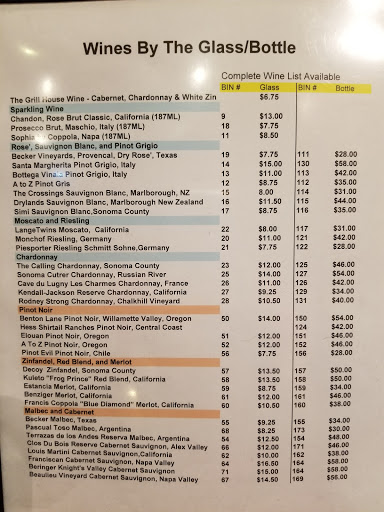 Wines By The Glass/Bottle
Complete Wine List Available
BIN # Glass BIN # Bottle
The Grill House Wine - Cabernet, Chardonnay & White Zin $6.75
Sparkling Wine
Chandon, Rose Brut Classic, California (187ML) 9 $13.00
Prosecco Brut, Maschio, Italy (187ML) 18 $7.75
Sophia Coppola, Napa (187ML) 11 $8.50
Rose', Sauvignon Blanc, and Pinot Grigio
Becker Vineyards, Provencal, Dry Rose', Texas 19 $7.75 111 $28.00
Santa Margherita Pinot Grigio, Italy 14 $15.00 130 $58.00
Bottega Vinaia Pinot Grigio, Italy 13 $11.00 113 $42.00
A to Z Pinot Gris 12 $8.75 112 $35.00
The Crossings Sauvignon Blanc, Marlborough, NZ 15 8.00 114 $31.00
Drylands Sauvignon Blanc, Marlborough New Zealand 16 $11.50 115 $44.00
Simi Sauvignon Blanc,Sonoma County 17 $8.75 116 $35.00
Moscato and Riesling
LangeTwins Moscato, California 22 $8.00 117 $31.00
Monchof Riesling, Germany 20 $11.00 121 $42.00
Piesporter Riesling Schmitt Sohne,Germany 21 $7.75 122 $28.00
Chardonnay
The Calling Chardonnay, Sonoma County 23 $12.00 125 $46.00
Sonoma Cutrer Chardonnay, Russian River 25 $14.00 127 $54.00
Cave du Lugny Les Charmes Chardonnay, France 26 $11.00 126 $42.00
Kendall-Jackson Reserve Chardonnay, California 27 $9.25 129 $34.00
Rodney Strong Chardonnay, Chalkhill Vineyard 28 $10.50 131 $40.00
Pinot Noir
Benton Lane Pinot Noir, Willamette Valley, Oregon 50 $14.00 150 $54.00
Hess Shirtail Ranches Pinot Noir, Central Coast 124 $42.00
Elouan Pinot Noir, Oregon 51 $12.00 151 $46.00
A To Z Pinot Noir, Oregon 52 $12.00 152 $46.00
Pinot Evil Pinot Noir, Chile 56 $7.75 156 $28.00
Zinfandel, Red Blend, and Merlot
Decoy Zinfandel, Sonoma County 57 $13.50 157 $50.00
Kuleto "Frog Prince" Red Blend, California 58 $13.50 158 $50.00
Estancia Merlot, California 59 $8.75 159 $34.00
Benziger Merlot, California 61 $12.00 161 $46.00
Francis Coppola "Blue Diamond" Merlot, California 60 $10.50 160 $38.00
Malbec and Cabernet
Becker Malbec, Texas 55 $9.25 155 $34.00
Pascual Toso Malbec, Argentina 68 $8.25 173 $30.00
Terrazas de los Andes Reserva Malbec, Argentina 54 $12.50 154 $48.00
Clos Du Bois Reserve Cabernet Sauvignon, Alex Valley 66 $12.00 171 $46.00
Louis Martini Cabernet Sauvignon,California 62 $10.00 162 $38.00
Franciscan Cabernet Sauvignon, Napa Valley 64 $16.50 164 $58.00
Beringer Knight's Valley Cabernet Sauvignon 71 $15.00 164 $58.00
Beaulieu Vineyard Cabernet Sauvignon, Napa Valley 67 $14.50 169 $56.00